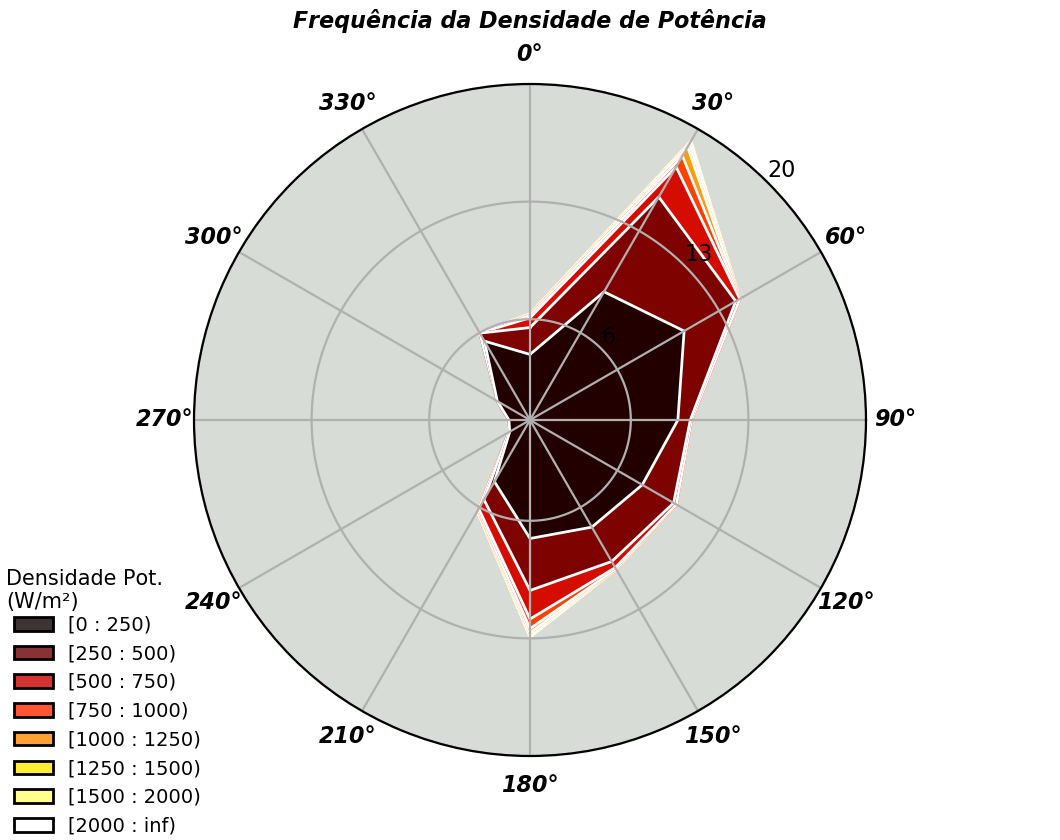 Frequência da Densidade de Potência
0°
330°
30°
20
300°
60°
13
6
270°
90°
240°
120°
210°
150°
180°
Densidade Pot.
(W/m²)
[0 : 250)
[250 : 500)
[500 : 750)
[750 : 1000)
[1000 : 1250)
[1250 : 1500)
[1500 : 2000)
[2000 : inf)